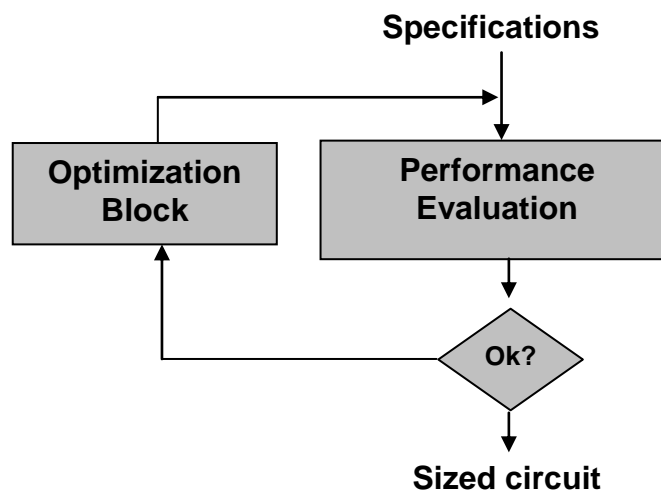 Specifications
Optimization
Block
Performance
Evaluation
Ok?
Sized circuit